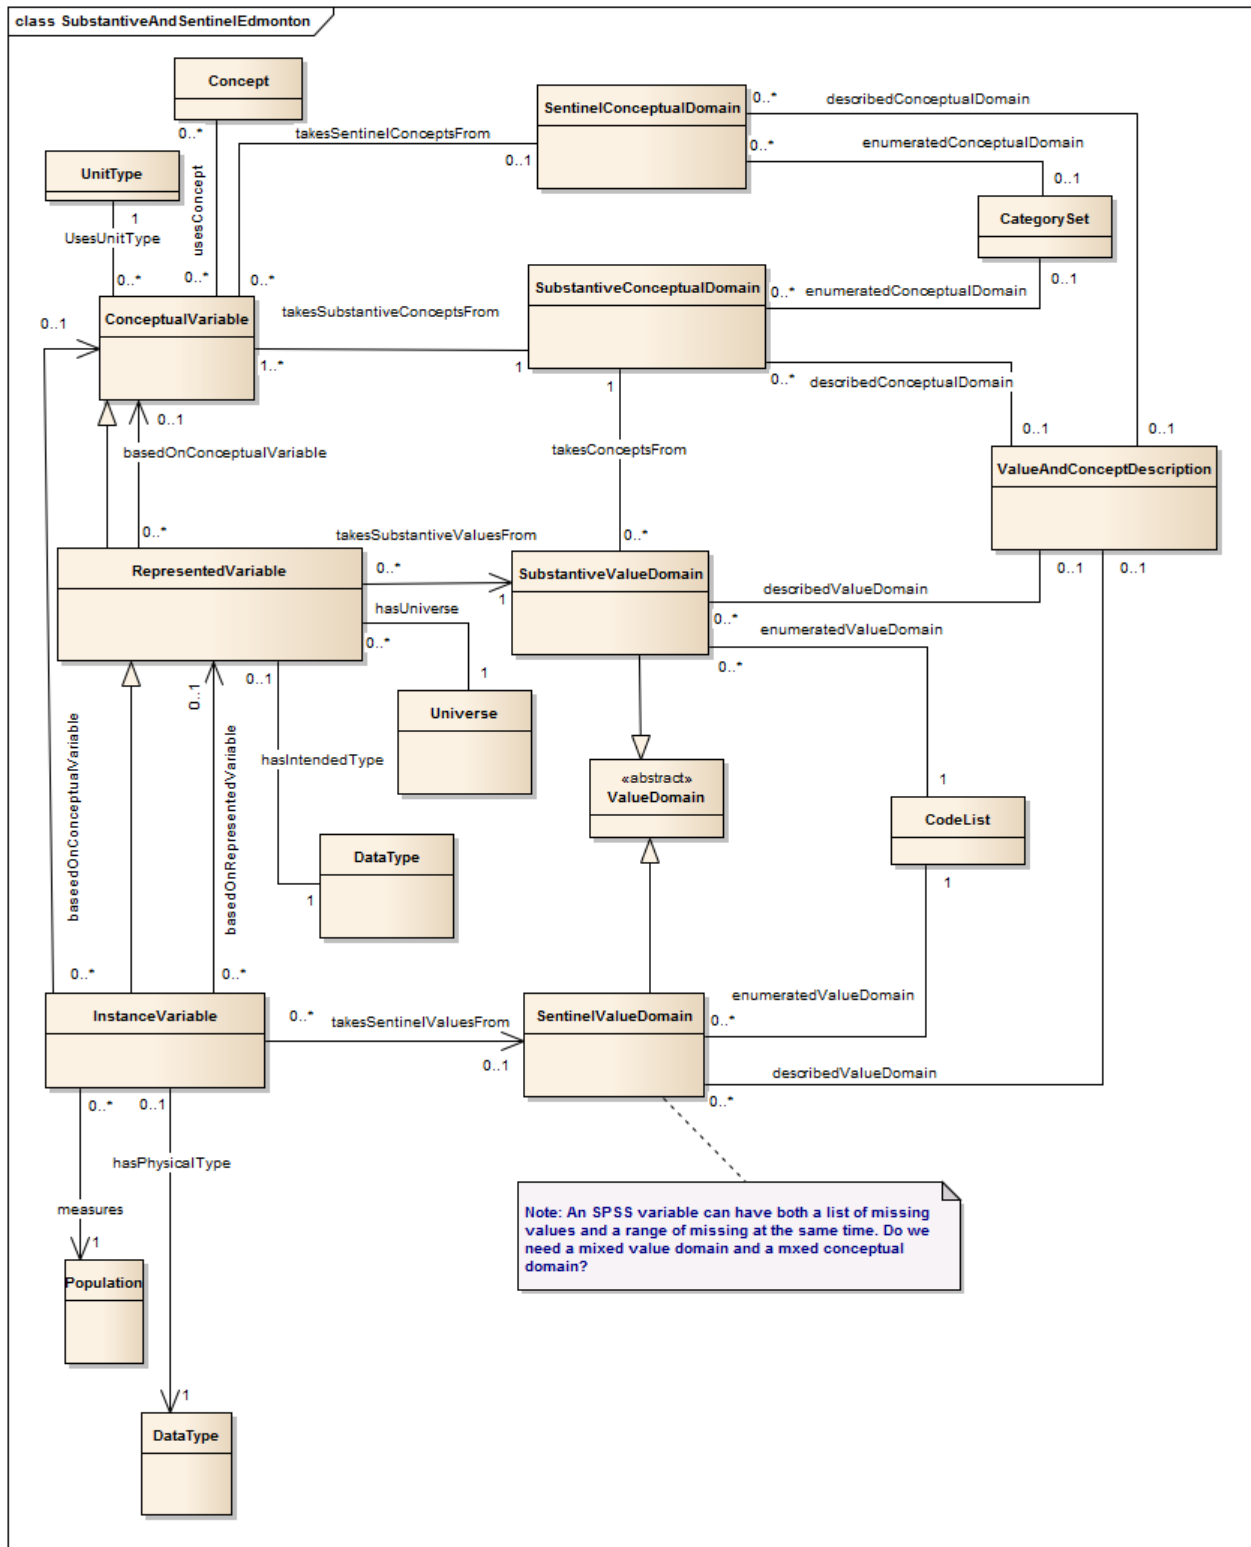 class SubstantiveAndSentinelEdmonton
Concept
0..*
UnitType
1
UsesUnitType
0..*
usesConcept
0..*
0..*
takesSentinelConceptsFrom
0..1
SentinelConceptualDomain
0..*
describedConceptualDomain
0..*
enumeratedConceptualDomain
0..1
CategorySet
0..1
ConceptualVariable
0..1
takesSubstantiveConceptsFrom
1..*
1
SubstantiveConceptualDomain
0..*
enumeratedConceptualDomain
0..*
describedConceptualDomain
0..1
0..1
ValueAndConceptDescription
0..1
0..1
1
takesConceptsFrom
0..*
0..1
basedOnConceptualVariable
0..*
RepresentedVariable
takesSubstantiveValuesFrom
0..*
1
hasUniverse
0..*
1
Universe
SubstantiveValueDomain
describedValueDomain
0..*
enumeratedValueDomain
0..*
0..1
0..1
hasIntendedType
1
DataType
«abstract»
ValueDomain
1
CodeList
1
baseedOnConceptualVariable
basedOnRepresentedVariable
0..*
0..*
InstanceVariable
0..*
takesSentinelValuesFrom
0..1
SentinelValueDomain
enumeratedValueDomain
0..*
describedValueDomain
0..*
0..*
0..1
hasPhysicalType
measures
1
Population
1
DataType
Note: An SPSS variable can have both a list of missing
values and a range of missing at the same time. Do we
need a mixed value domain and a mxed conceptual
domain?